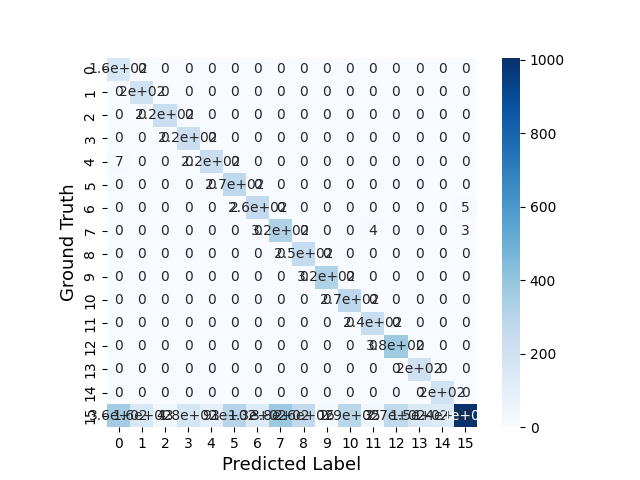 0 1.6e+02 0 0 0 0 0 0 0 0 0 0 0 0 0 0 0
1 0 2e+02 0 0 0 0 0 0 0 0 0 0 0 0 0 0
2 0 0 2.2e+02 0 0 0 0 0 0 0 0 0 0 0 0 0
3 0 0 0 2.2e+02 0 0 0 0 0 0 0 0 0 0 0 0
4 7 0 0 0 2.2e+02 0 0 0 0 0 0 0 0 0 0 0
5 0 0 0 0 0 2.7e+02 0 0 0 0 0 0 0 0 0 0
6 0 0 0 0 0 0 2.6e+02 0 0 0 0 0 0 0 0 5
7 0 0 0 0 0 0 0 3.2e+02 0 0 0 4 0 0 0 3
8 0 0 0 0 0 0 0 0 2.5e+02 0 0 0 0 0 0 0
9 0 0 0 0 0 0 0 0 0 3.2e+02 0 0 0 0 0 0
10 0 0 0 0 0 0 0 0 0 0 2.7e+02 0 0 0 0 0
11 0 0 0 0 0 0 0 0 0 0 0 2.4e+02 0 0 0 0
12 0 0 0 0 0 0 0 0 0 0 0 0 3.8e+02 0 0 0
13 0 0 0 0 0 0 0 0 0 0 0 0 0 2e+02 0 0
14 0 0 0 0 0 0 0 0 0 0 0 0 0 0 2e+02 0
15
0 1 2 3 4 5 6 7 8 9 10 11 12 13 14 15
Predicted Label
Ground Truth
1000
800
600
400
200
0